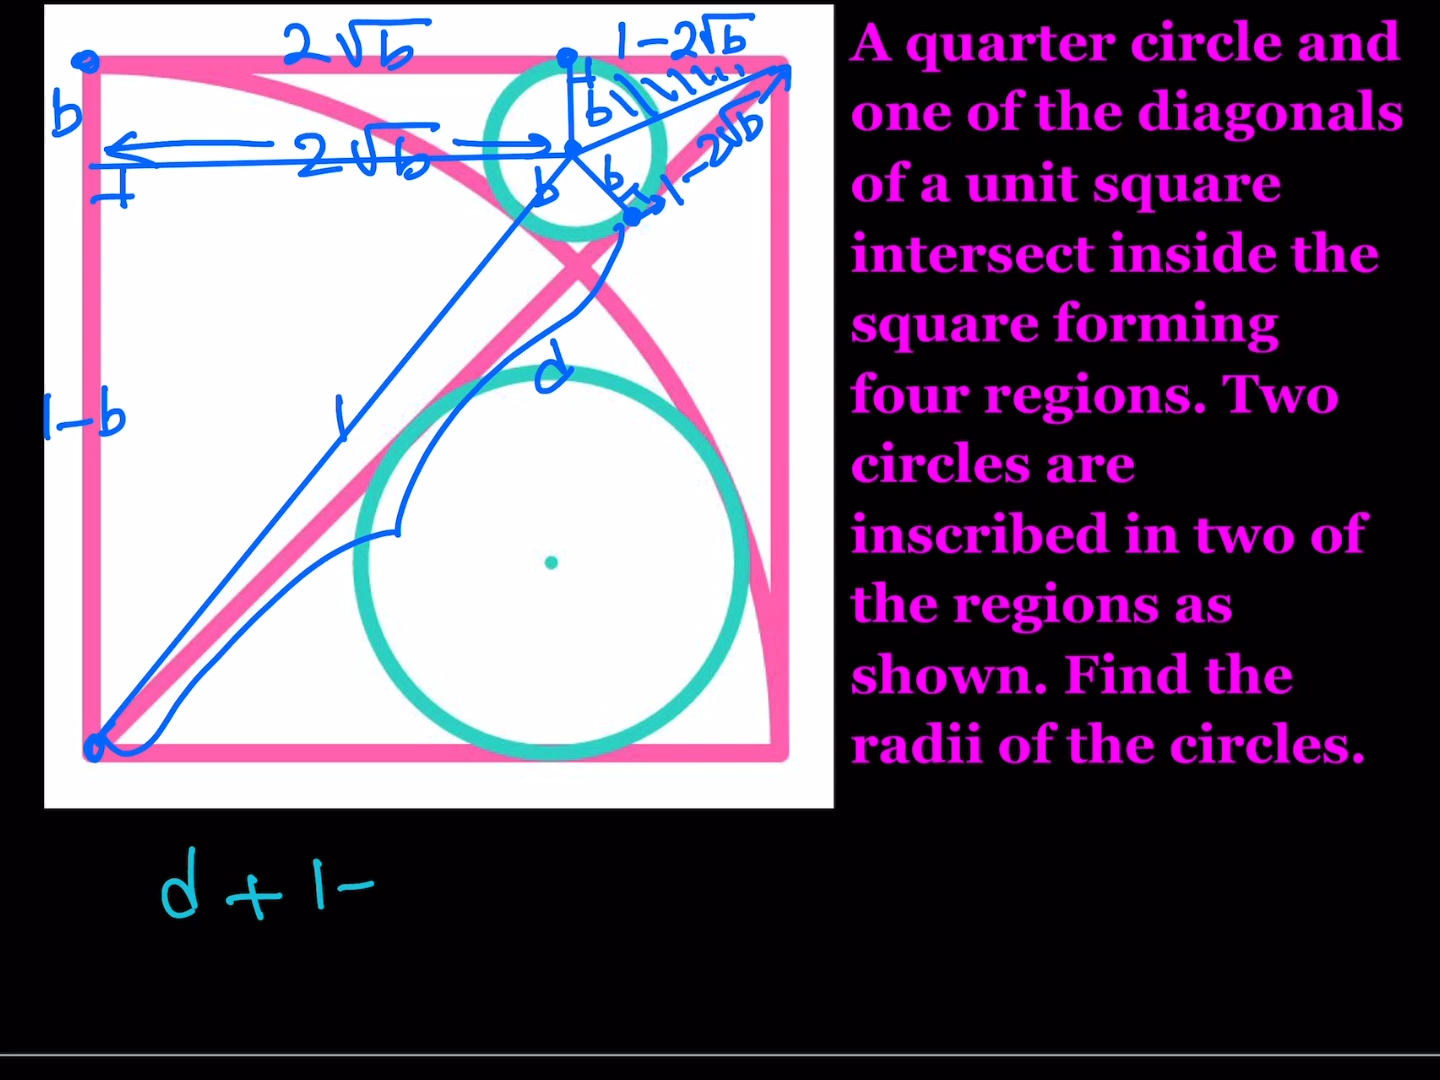 2√b
1-2√b
A quarter circle and
one of the diagonals
of a unit square
intersect inside the
square forming
four regions. Two
circles are
inscribed in two of
the regions as
shown. Find the
radii of the circles.
b
b
2√b
1-2√b
b
b
d
1-b
1
d + 1-